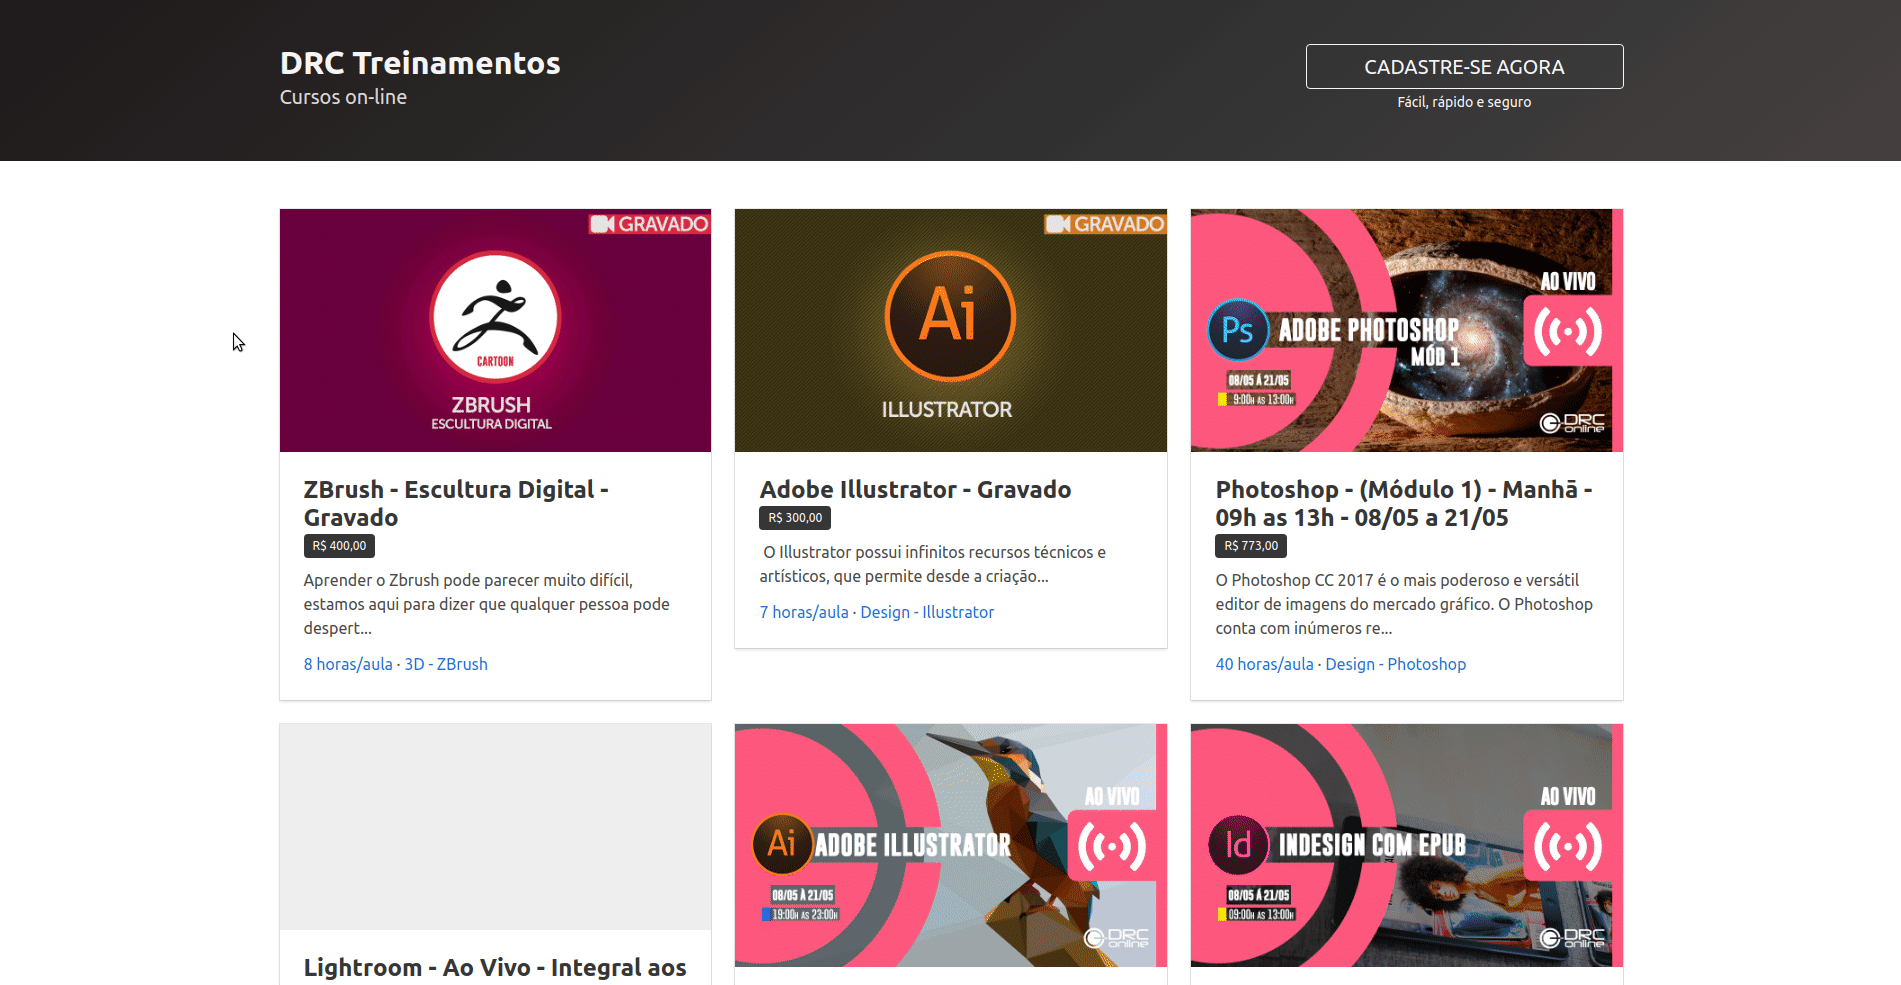 DRC Treinamentos
Cursos on-line
CADASTRE-SE AGORA
Fácil, rápido e seguro
GRAVADO
CARTOON
ZBRUSH
ESCULTURA DIGITAL
ZBrush - Escultura Digital -
Gravado
R$ 400,00
Aprender o Zbrush pode parecer muito difícil,
estamos aqui para dizer que qualquer pessoa pode
despert...
8 horas/aula · 3D - ZBrush
GRAVADO
Ai
ILLUSTRATOR
Adobe Illustrator - Gravado
R$ 300,00
O Illustrator possui infinitos recursos técnicos e
artísticos, que permite desde a criação...
7 horas/aula · Design - Illustrator
AO VIVO
Ps
ADOBE PHOTOSHOP
MÓD 1
08/05 Á 21/05
9:00H AS 13:00H
DRC
online
Photoshop - (Módulo 1) - Manhã -
09h as 13h - 08/05 a 21/05
R$ 773,00
O Photoshop CC 2017 é o mais poderoso e versátil
editor de imagens do mercado gráfico. O Photoshop
conta com inúmeros re...
40 horas/aula · Design - Photoshop
Lightroom - Ao Vivo - Integral aos
AO VIVO
Ai
ADOBE ILLUSTRATOR
08/05 À 21/05
19:00H AS 23:00H
DRC
online
AO VIVO
Id
INDESIGN COM EPUB
08/05 À 21/05
09:00H AS 13:00H
DRC
online